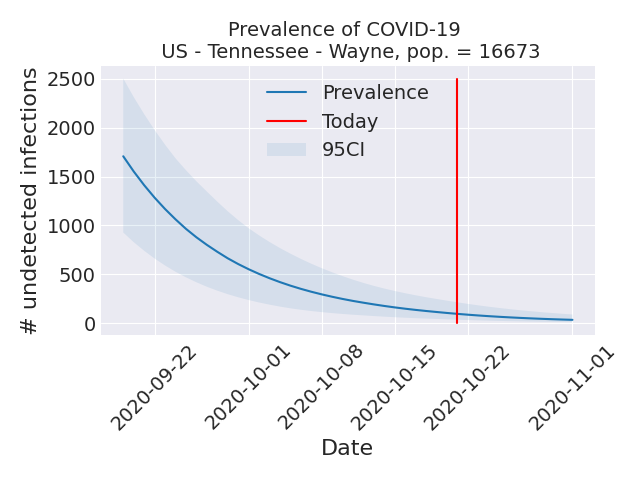 Prevalence of COVID-19
US - Tennessee - Wayne, pop. = 16673
# undetected infections
2500
2000
1500
1000
500
0
Prevalence
Today
95CI
2020-09-22
2020-10-01
2020-10-08
2020-10-15
2020-10-22
2020-11-01
Date